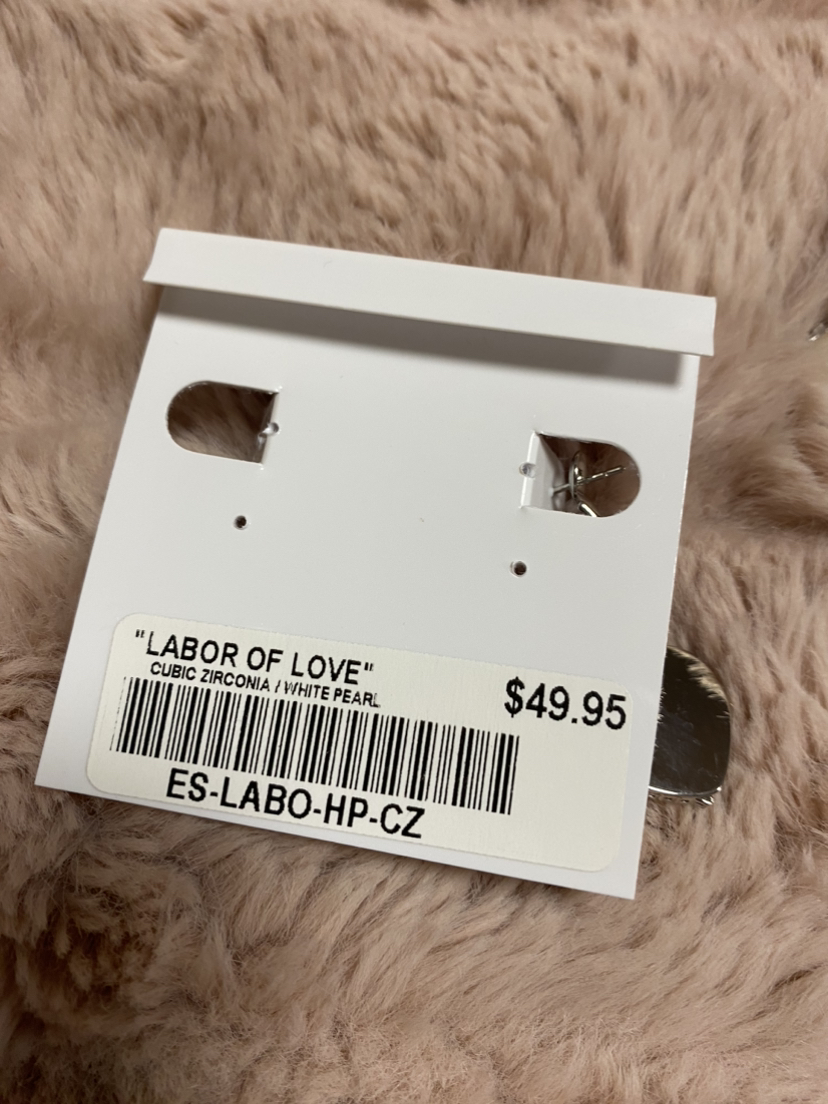 "LABOR OF LOVE"
CUBIC ZIRCONIA / WHITE PEARL
$49.95
ES-LABO-HP-CZ